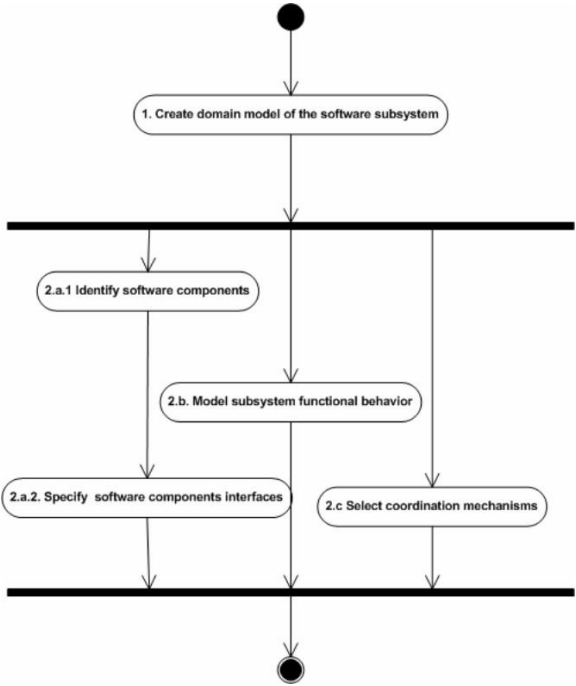 1. Create domain model of the software subsystem
2.a.1 Identify software components
2.b. Model subsystem functional behavior
2.a.2. Specify software components interfaces
2.c Select coordination mechanisms